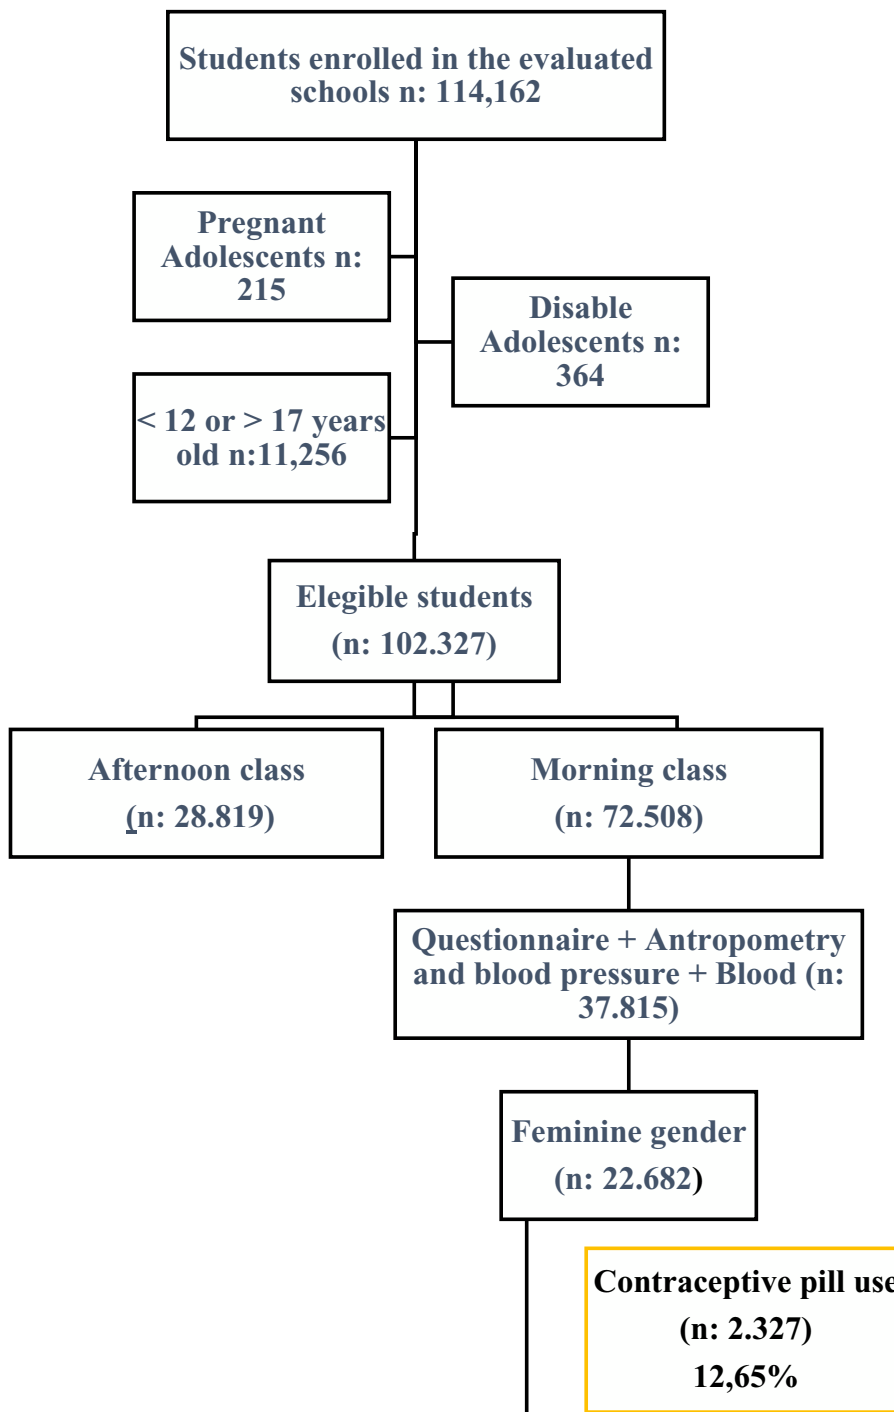 Students enrolled in the evaluated
schools n: 114,162
Pregnant
Adolescents n:
215
Disable
Adolescents n:
364
< 12 or > 17 years
old n:11,256
Elegible students
(n: 102.327)
Afternoon class
(n: 28.819)
Morning class
(n: 72.508)
Questionnaire + Antropometry
and blood pressure + Blood (n:
37.815)
Feminine gender
(n: 22.682)
Contraceptive pill use
(n: 2.327)
12,65%